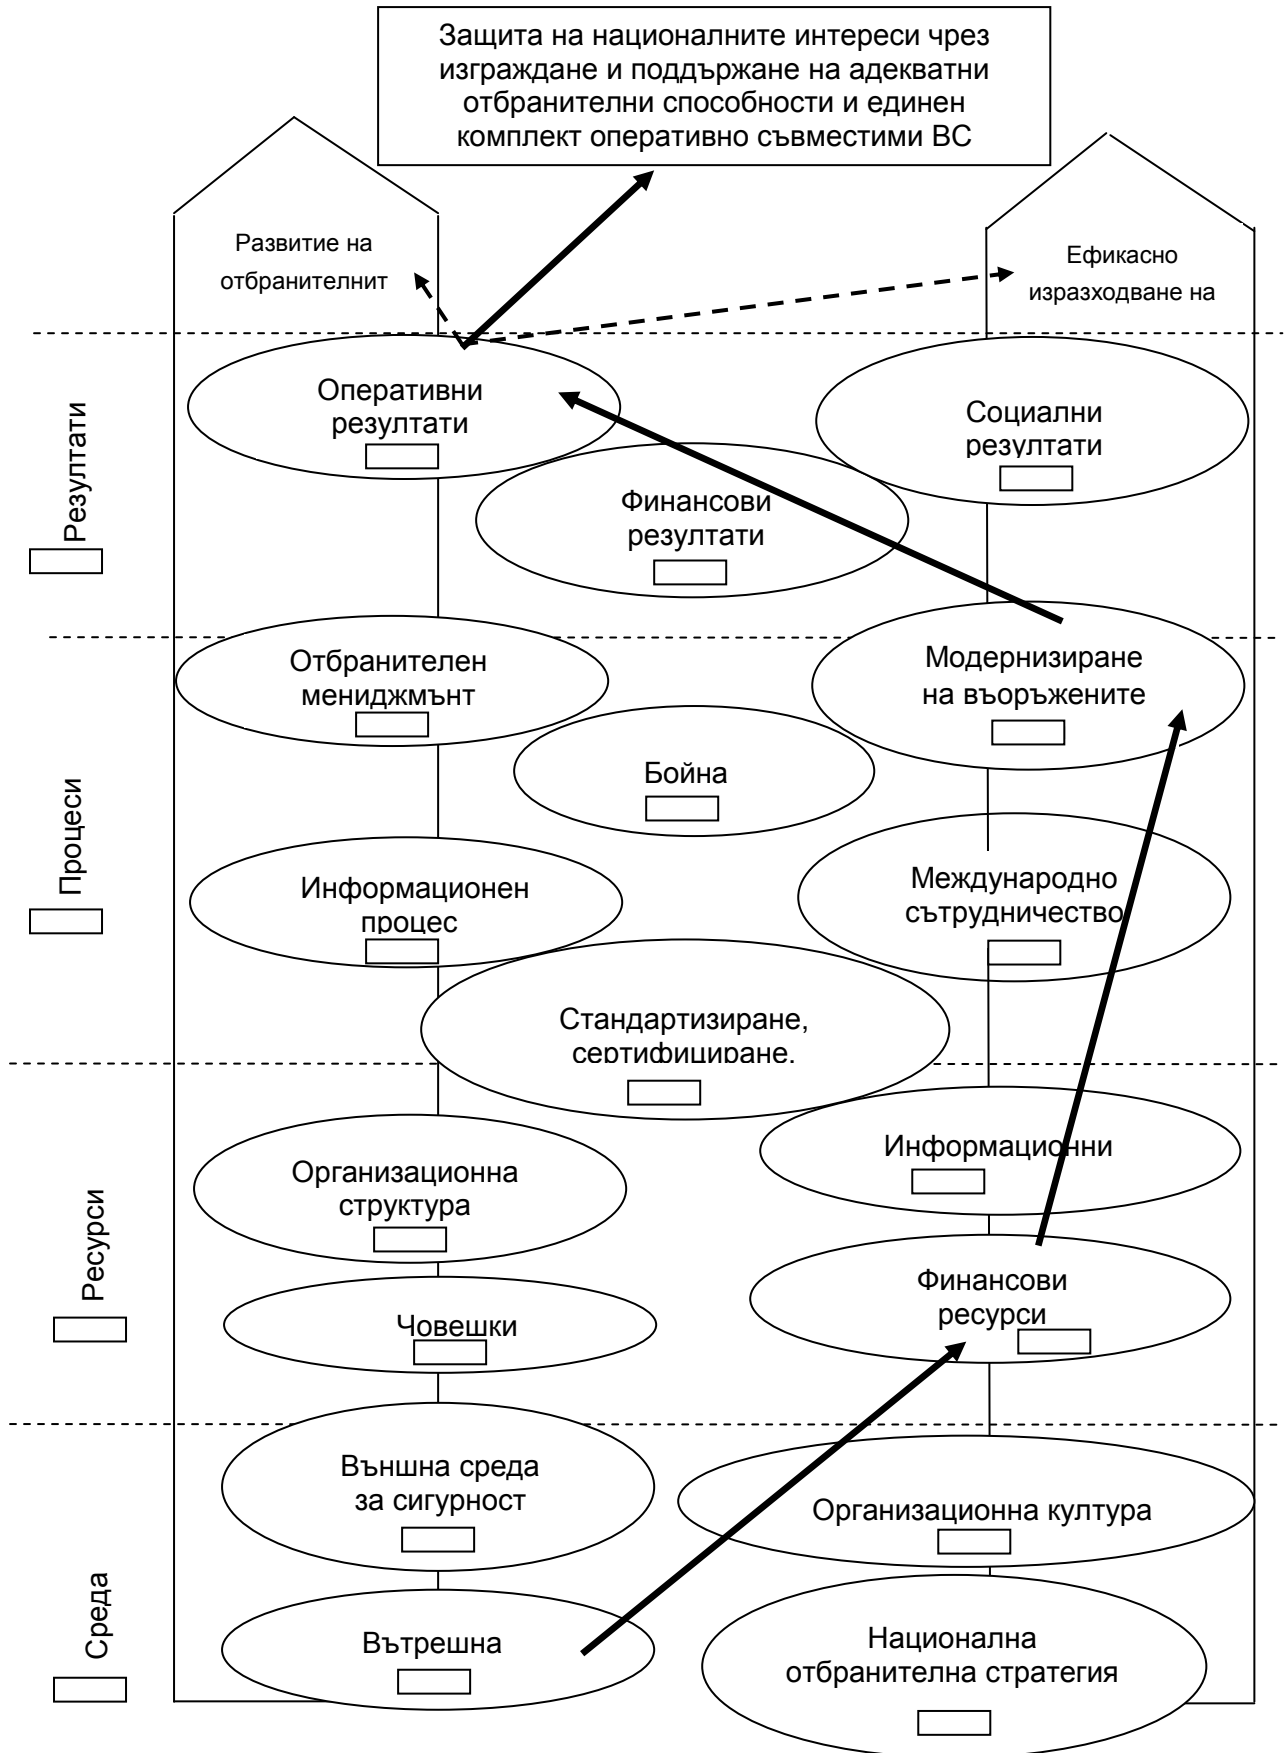 Защита на националните интереси чрез
изграждане и поддържане на адекватни
отбранителни способности и единен
комплект оперативно съвместими ВС
Развитие на
отбранителнит
Ефикасно
изразходване на
Резултати
Оперативни
резултати
Социални
резултати
Финансови
резултати
Процеси
Отбранителен
мениджмънт
Модернизиране
на въоръжените
Бойна
Информационен
процес
Международно
сътрудничество
Стандартизиране,
сертифициране,
Ресурси
Организационна
структура
Информационни
Човешки
Финансови
ресурси
Среда
Външна среда
за сигурност
Организационна култура
Вътрешна
Национална
отбранителна стратегия